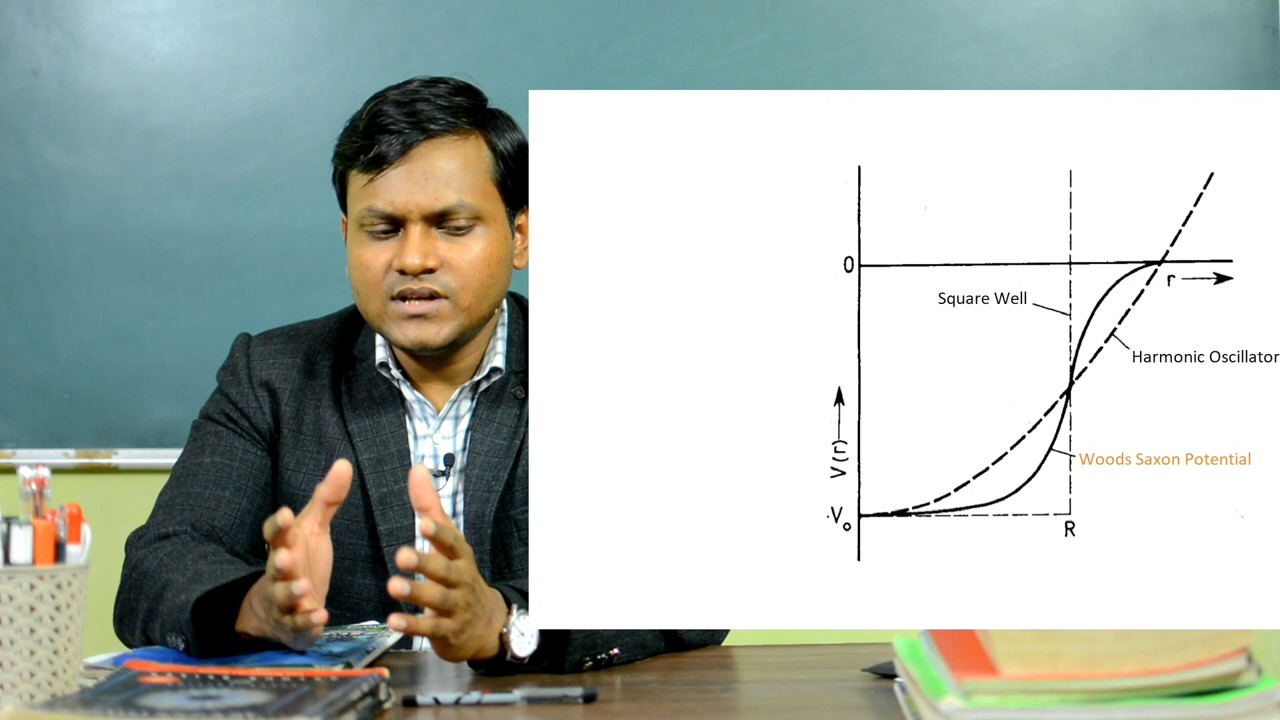 0
r
Square Well
Harmonic Oscillator
V(r)
Woods Saxon Potential
-V₀
R